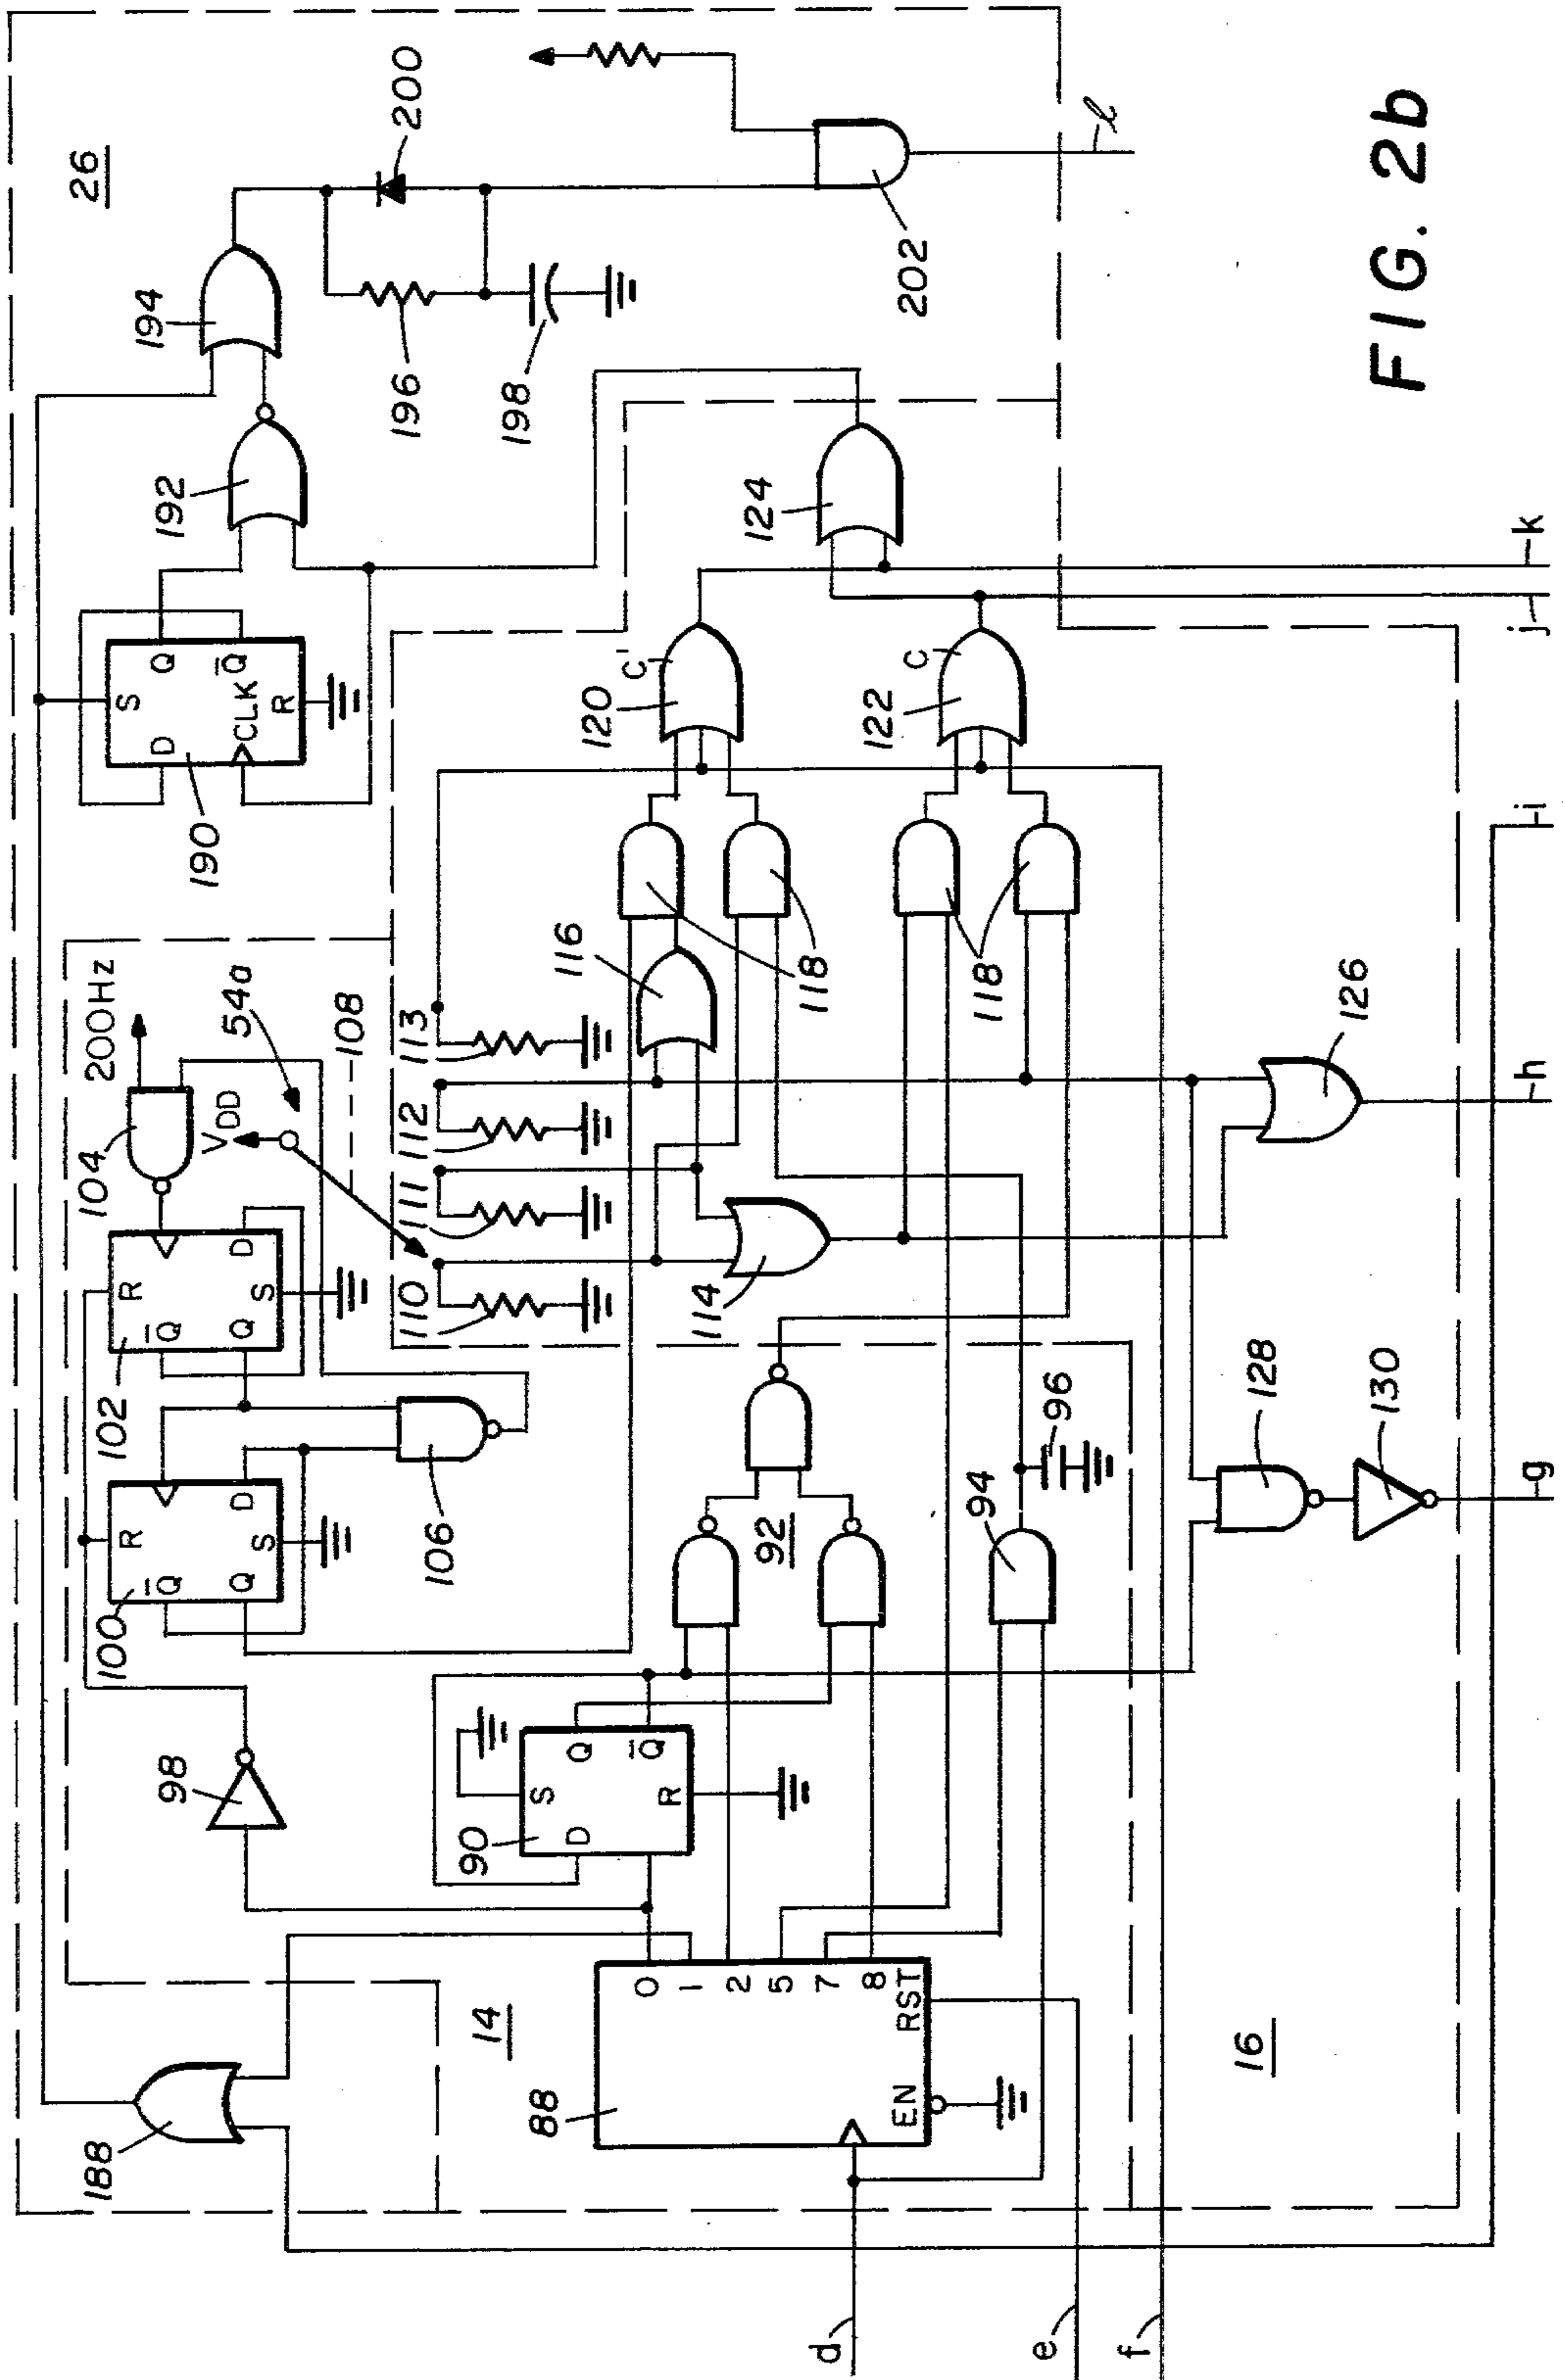 26
200
194
196
198
202
l
192
S
Q
D
Q̅
CLK
R
190
124
k
j
C'
120
C
122
i
200Hz
54a
104
VDD
108
116
118
118
113
112
111
110
114
126
h
R
D
Q̅
Q
S
102
R
D
Q̅
Q
S
100
106
92
94
96
128
130
g
98
S
Q
D
Q̅
R
90
188
14
88
0
1
2
5
7
8
RST
EN
16
d
e
f
FIG. 2b